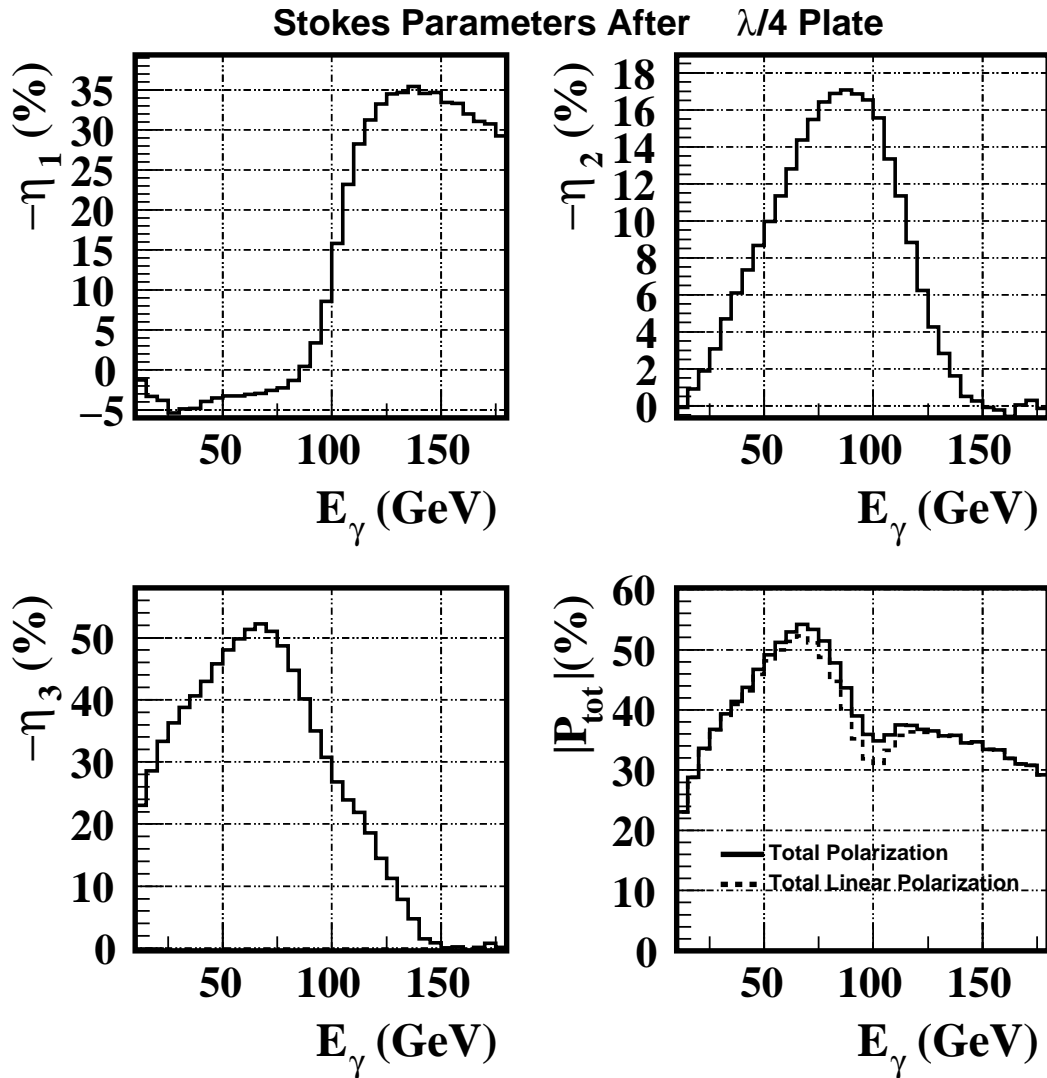 Stokes Parameters After λ/4 Plate
−η1 (%)
35
30
25
20
15
10
5
0
−5
50 100 150
Eγ (GeV)
−η2 (%)
18
16
14
12
10
8
6
4
2
0
50 100 150
Eγ (GeV)
−η3 (%)
50
40
30
20
10
0
50 100 150
Eγ (GeV)
|Ptot|(%)
60
50
40
30
20
10
0
Total Polarization
Total Linear Polarization
50 100 150
Eγ (GeV)